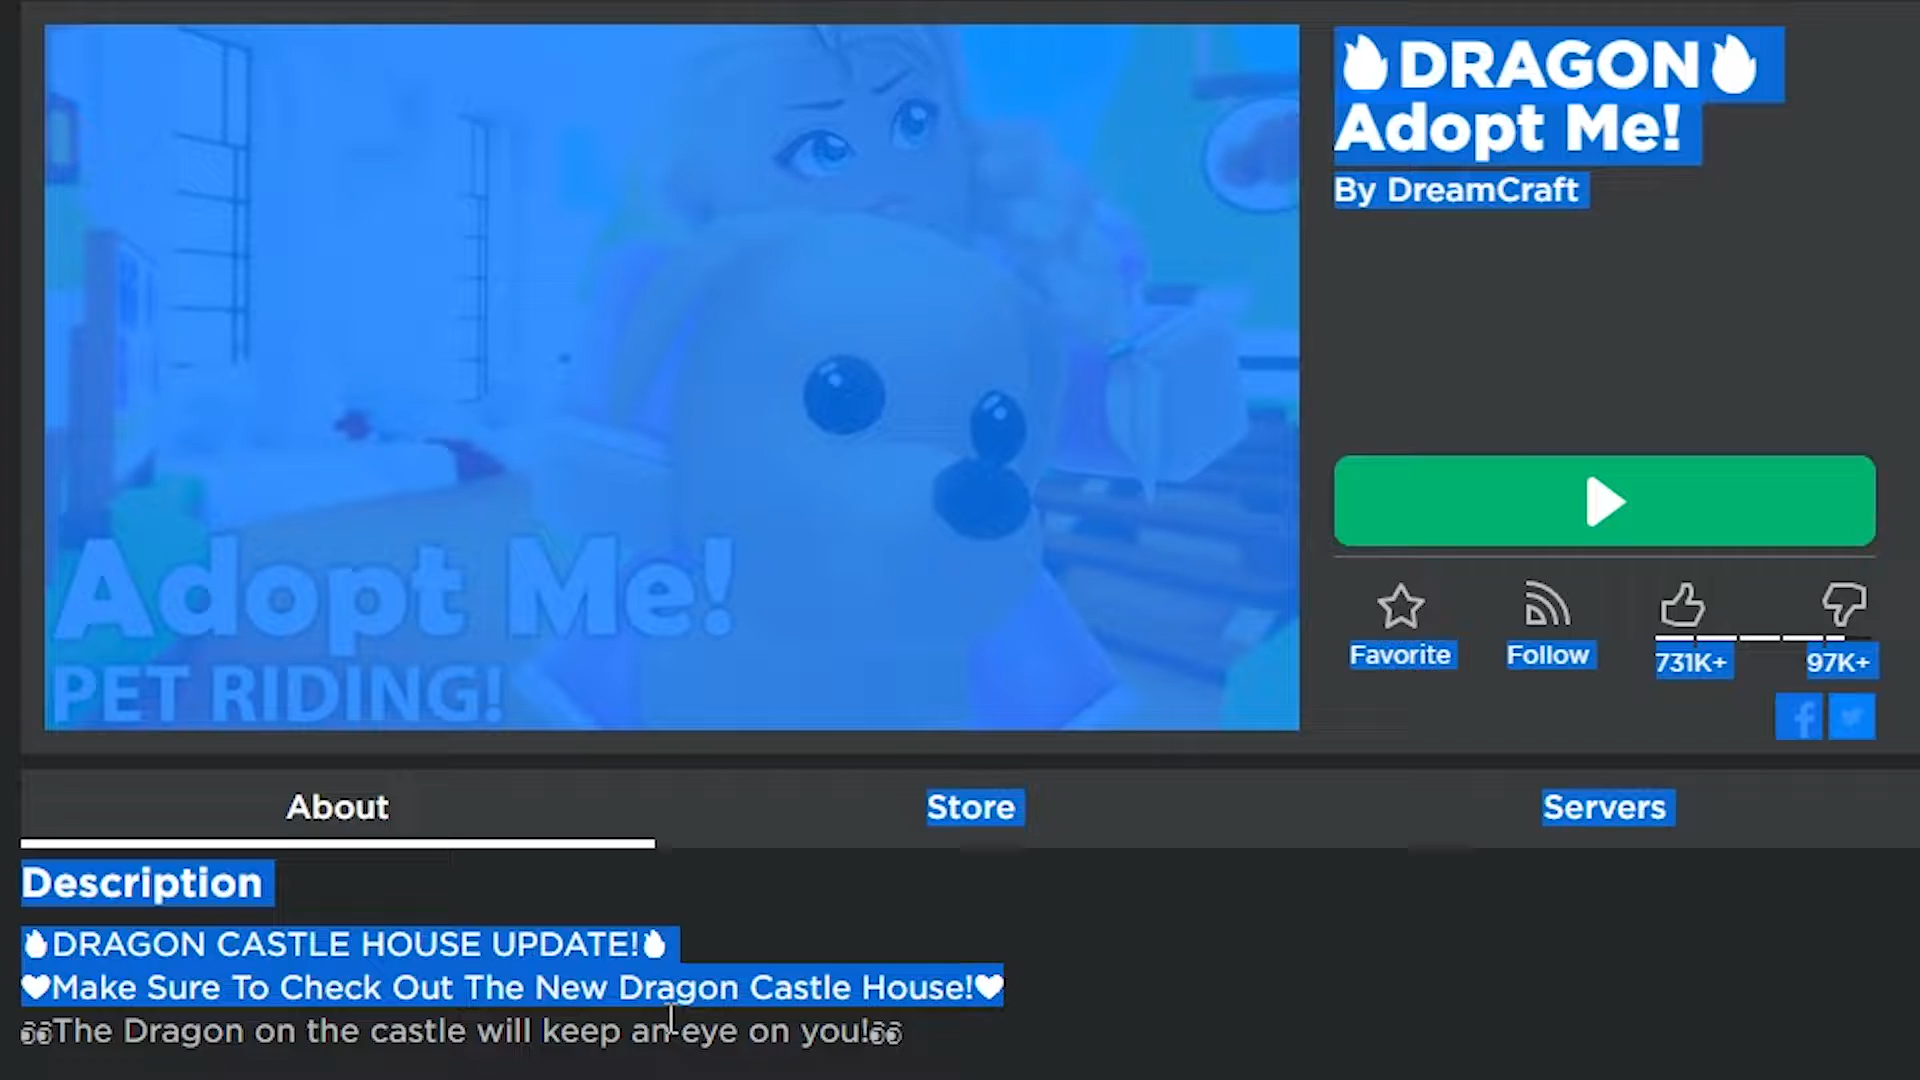 🔥DRAGON🔥
Adopt Me!
By DreamCraft
Adopt Me!
PET RIDING!
Favorite
Follow
731K+
97K+
About
Store
Servers
Description
🔥DRAGON CASTLE HOUSE UPDATE!🔥
❤Make Sure To Check Out The New Dragon Castle House!❤
👀The Dragon on the castle will keep an eye on you!👀